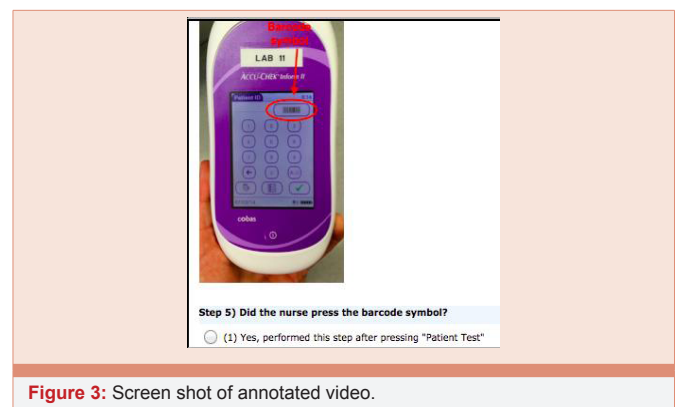 Barcode
symbol
LAB 11
ACCU-CHEK Inform II
Patient ID
cobas
Step 5) Did the nurse press the barcode symbol?
(1) Yes, performed this step after pressing "Patient Test"
Figure 3: Screen shot of annotated video.